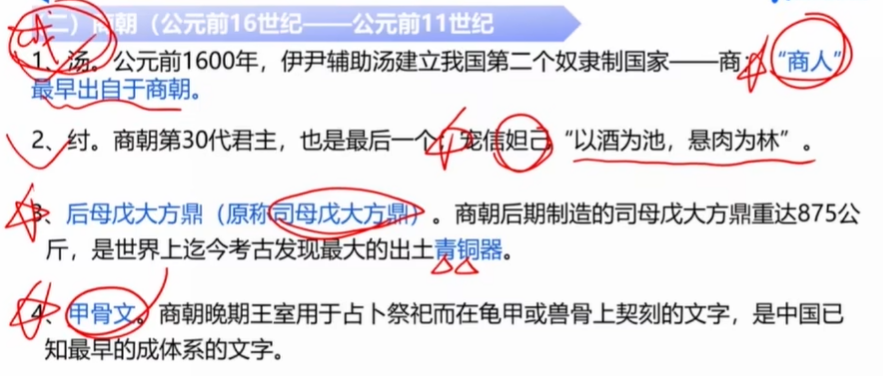 二）商朝（公元前16世纪——公元前11世纪
1、汤。公元前1600年，伊尹辅助汤建立我国第二个奴隶制国家——商；“商人”
最早出自于商朝。
2、纣。商朝第30代君主，也是最后一个；宠信妲己“以酒为池，悬肉为林”。
3、后母戊大方鼎（原称司母戊大方鼎）。商朝后期制造的司母戊大方鼎重达875公
斤，是世界上迄今考古发现最大的出土青铜器。
4、甲骨文。商朝晚期王室用于占卜祭祀而在龟甲或兽骨上契刻的文字，是中国已
知最早的成体系的文字。